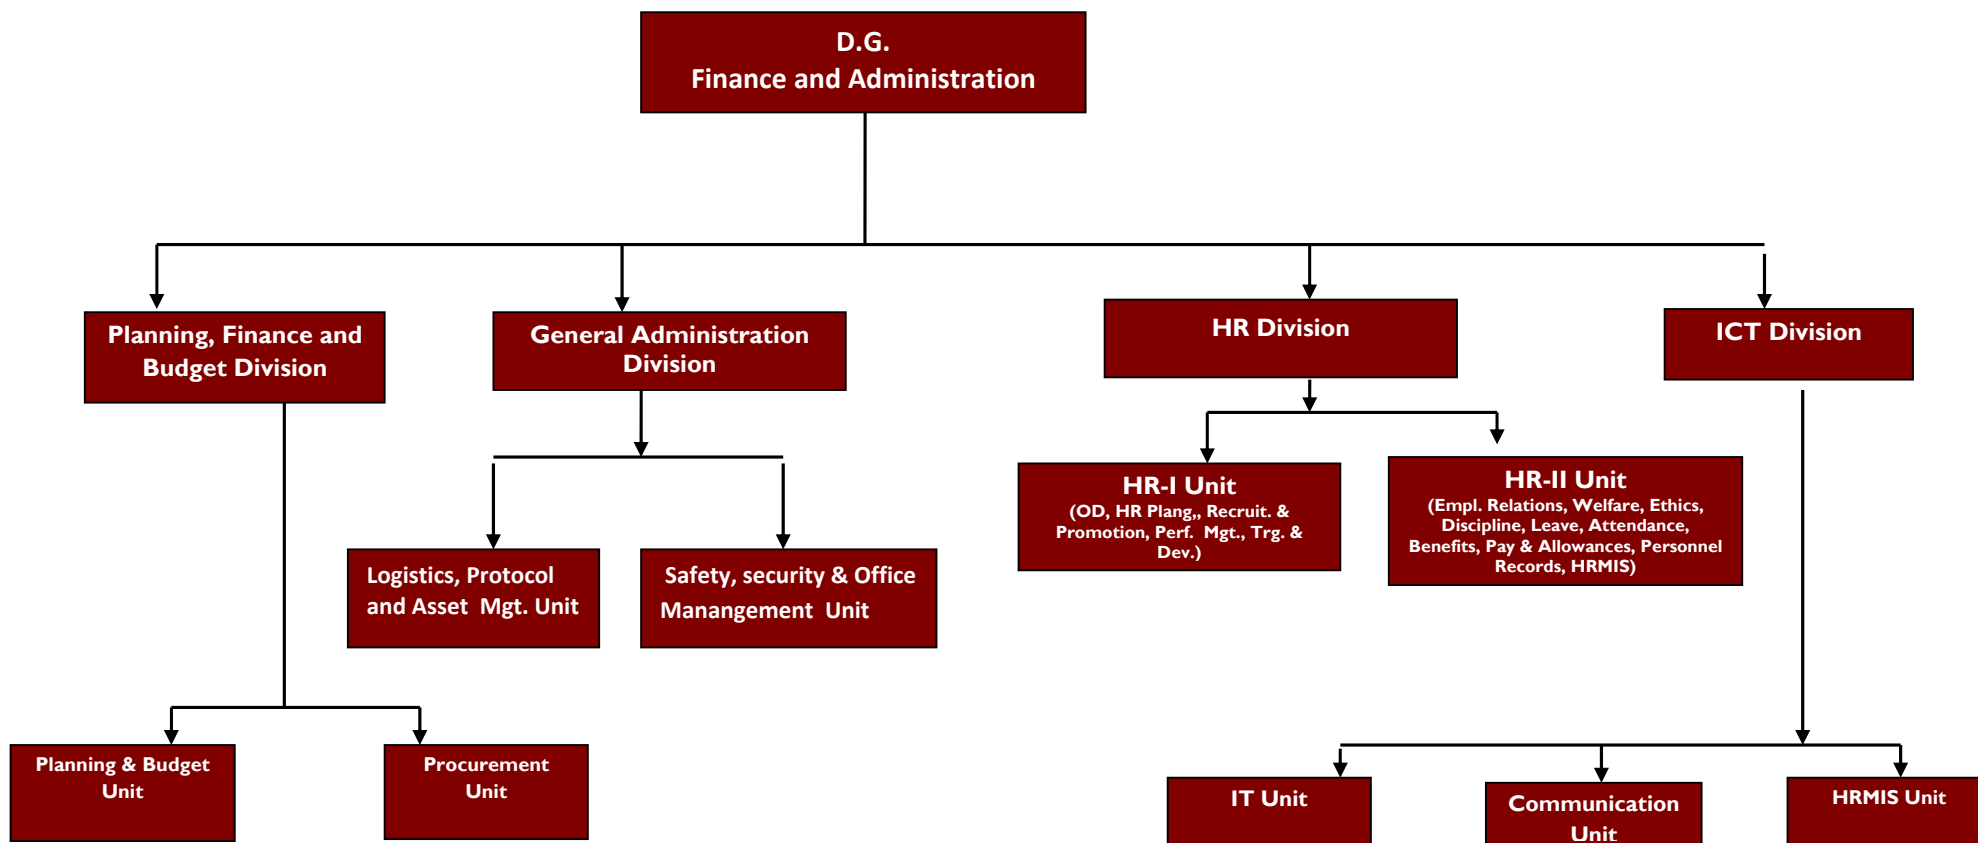 D.G.
Finance and Administration
Planning, Finance and
Budget Division
General Administration
Division
HR Division
ICT Division
HR-I Unit
(OD, HR Plang,, Recruit. &
Promotion, Perf. Mgt., Trg. &
Dev.)
HR-II Unit
(Empl. Relations, Welfare, Ethics,
Discipline, Leave, Attendance,
Benefits, Pay & Allowances, Personnel
Records, HRMIS)
Logistics, Protocol
and Asset Mgt. Unit
Safety, security & Office
Manangement Unit
Planning & Budget
Unit
Procurement
Unit
IT Unit
Communication
Unit
HRMIS Unit